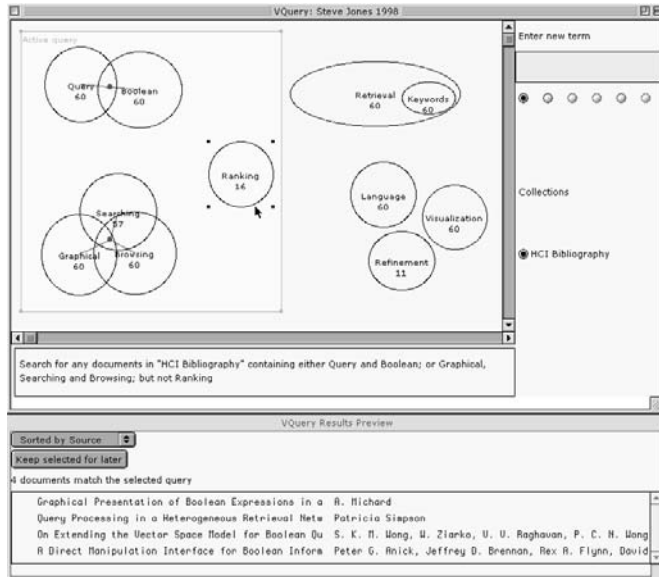 VQuery: Steve Jones 1998
Active query
Enter new term
Query
60
Boolean
60
Retrieval
60
Keywords
60
Ranking
16
Language
60
Visualization
60
Refinement
11
Searching
57
Graphical
60
Browsing
60
Collections
HCI Bibliography
Search for any documents in "HCI Bibliography" containing either Query and Boolean; or Graphical,
Searching and Browsing; but not Ranking
VQuery Results Preview
Sorted by Source
Keep selected for later
4 documents match the selected query
Graphical Presentation of Boolean Expressions in a A. Michard
Query Processing in a Heterogeneous Retrieval Netw Patricia Simpson
On Extending the Vector Space Model for Boolean Qu S. K. M. Wong, W. Ziarko, V. V. Raghavan, P. C. N. Wong
A Direct Manipulation Interface for Boolean Inform Peter G. Anick, Jeffrey D. Brennan, Rex A. Flynn, David